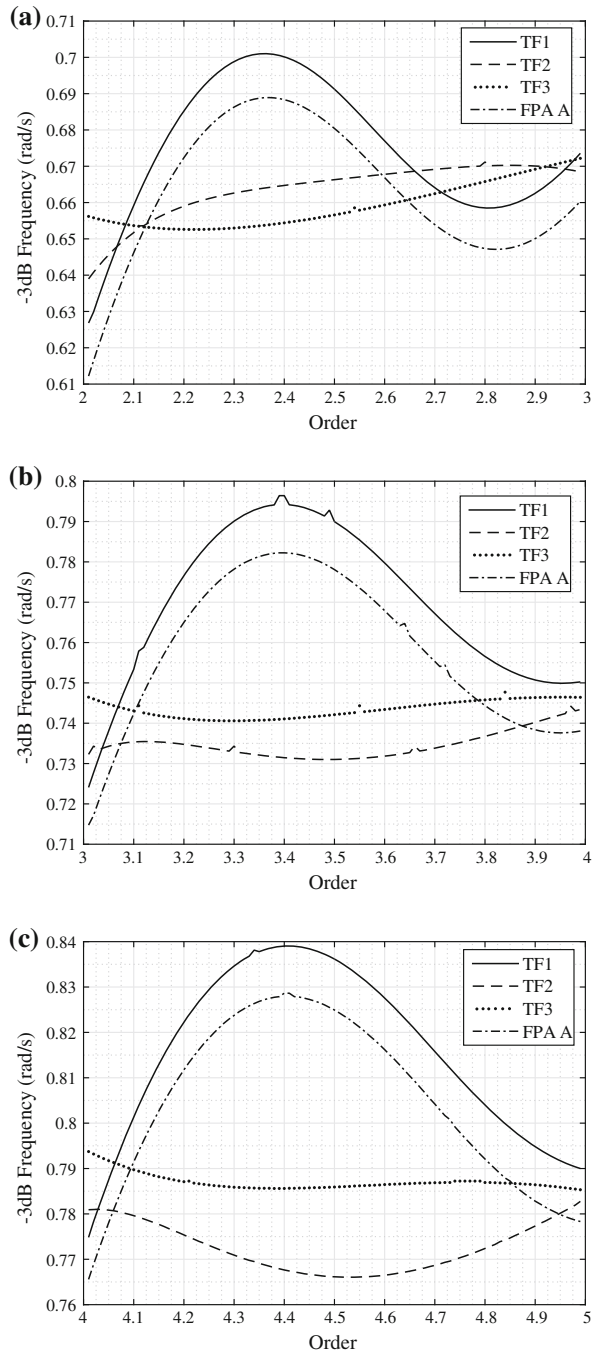 (a)
0.71
0.7
0.69
0.68
0.67
0.66
0.65
0.64
0.63
0.62
0.61
-3dB Frequency (rad/s)
TF1
TF2
TF3
FPA A
2 2.1 2.2 2.3 2.4 2.5 2.6 2.7 2.8 2.9 3
Order
(b)
0.8
0.79
0.78
0.77
0.76
0.75
0.74
0.73
0.72
0.71
-3dB Frequency (rad/s)
TF1
TF2
TF3
FPA A
3 3.1 3.2 3.3 3.4 3.5 3.6 3.7 3.8 3.9 4
Order
(c)
0.84
0.83
0.82
0.81
0.8
0.79
0.78
0.77
0.76
-3dB Frequency (rad/s)
TF1
TF2
TF3
FPA A
4 4.1 4.2 4.3 4.4 4.5 4.6 4.7 4.8 4.9 5
Order